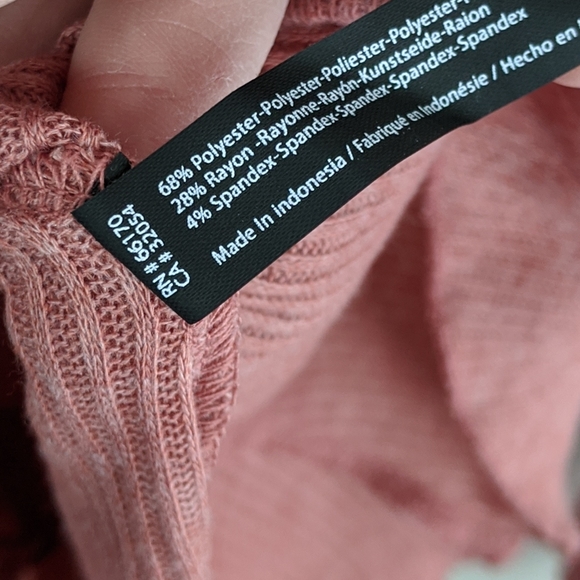 68% Polyester-Polyester-Poliester-Polyester-
28% Rayon -Rayonne-Rayón-Kunstseide-Raion
4% Spandex-Spandex-Spandex-Spandex-Spandex
Made In indonesia / Fabriqué en Indonésie / Hecho en
RN # 66170
CA # 32054